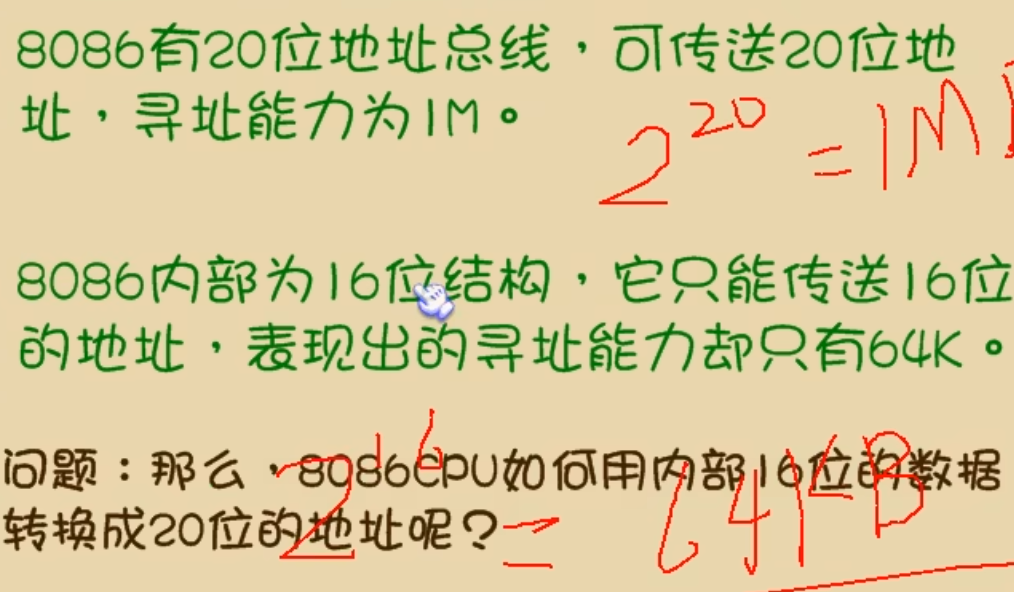 8086有20位地址总线，可传送20位地
址，寻址能力为1M。
2^20 = 1M
8086内部为16位结构，它只能传送16位
的地址，表现出的寻址能力却只有64K。
问题：那么，8086CPU如何用内部16位的数据
转换成20位的地址呢？
2^16 = 64KB